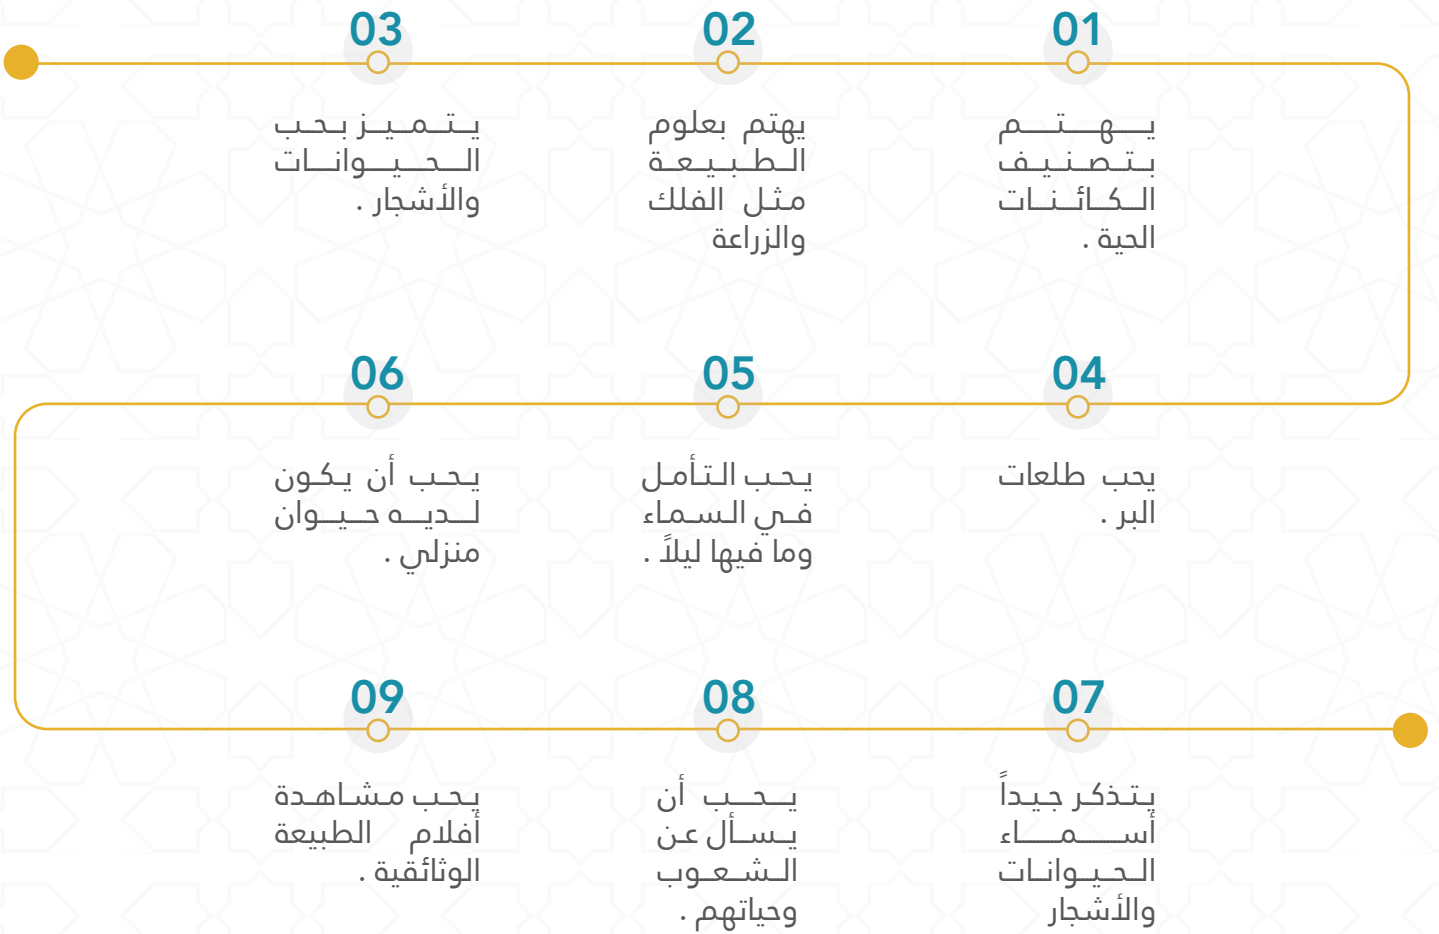 01
يهتم
بتصنيف
الكائنات
الحية .
02
يهتم بعلوم
الطبيعة
مثل الفلك
والزراعة
03
يتميز بحب
الحيوانات
والأشجار .
04
يحب طلعات
البر .
05
يحب التأمل
في السماء
وما فيها ليلاً .
06
يحب أن يكون
لديه حيوان
منزلي .
07
يتذكر جيداً
أسماء
الحيوانات
والأشجار
08
يحب أن
يسأل عن
الشعوب
وحياتهم .
09
يحب مشاهدة
أفلام الطبيعة
الوثائقية .